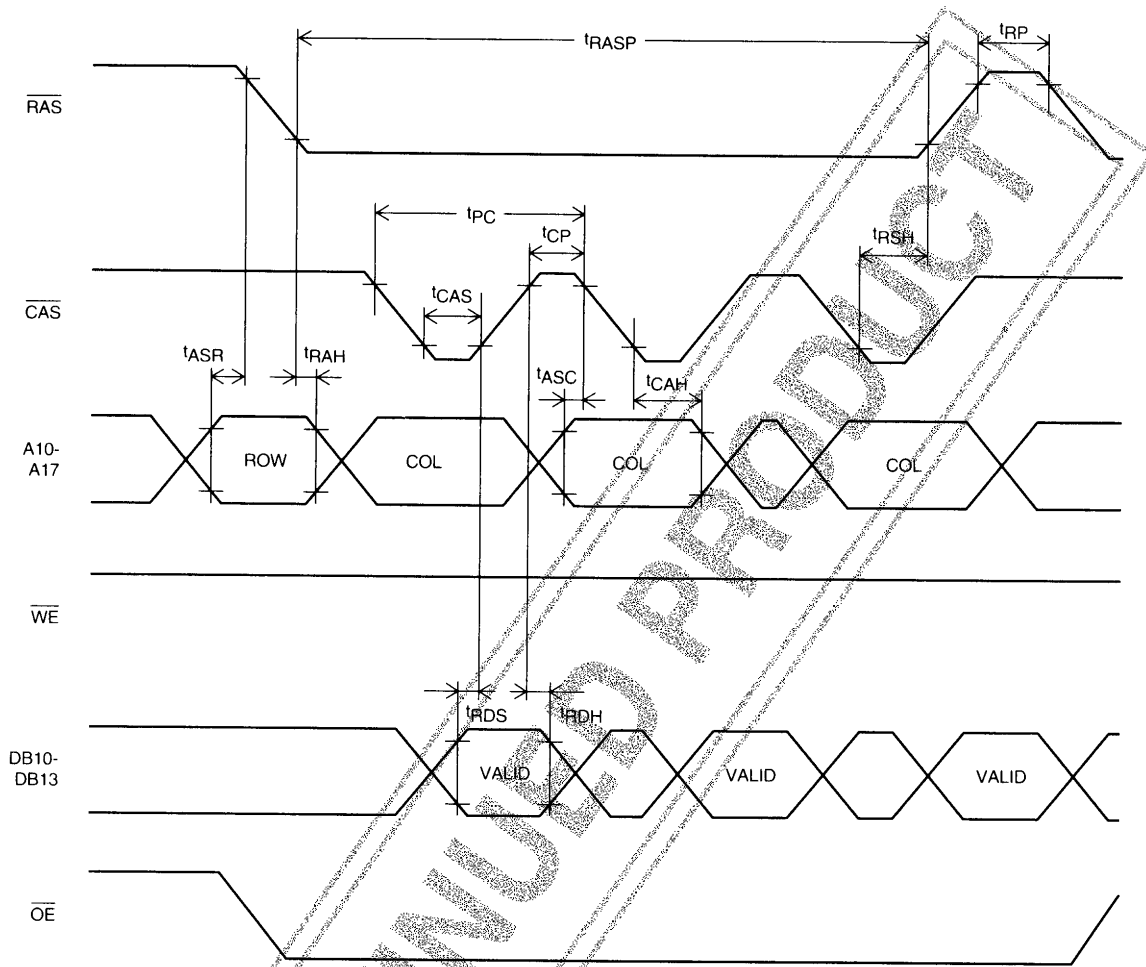 tRASP
tRP
RAS
tPC
tCP
tRSH
CAS
tCAS
tASR
tRAH
tASC
tCAH
A10-
A17
ROW
COL
COL
COL
WE
tRDS
tRDH
DB10-
DB13
VALID
VALID
VALID
OE
NUED PRODUCT